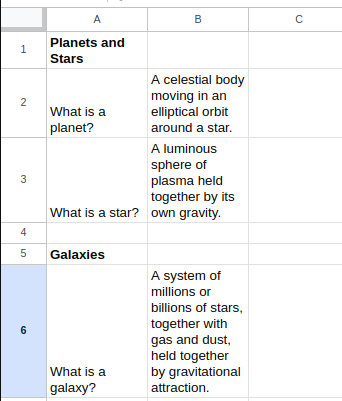 A B C
1 Planets and
Stars
2 What is a
planet?
A celestial body
moving in an
elliptical orbit
around a star.
3 What is a star?
A luminous
sphere of
plasma held
together by its
own gravity.
4
5 Galaxies
6 What is a
galaxy?
A system of
millions or
billions of stars,
together with
gas and dust,
held together
by gravitational
attraction.